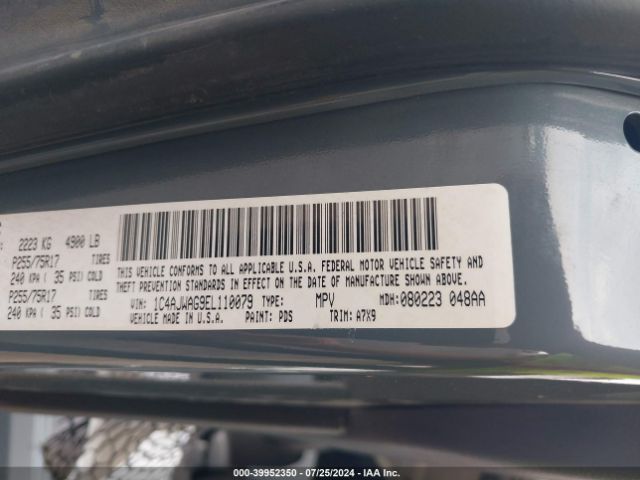 2223 KG 4900 LB
P255/75R17 TIRES
240 KPA ( 35 PSI) COLD
P255/75R17 TIRES
240 KPA ( 35 PSI) COLD
THIS VEHICLE CONFORMS TO ALL APPLICABLE U.S.A. FEDERAL MOTOR VEHICLE SAFETY AND
THEFT PREVENTION STANDARDS IN EFFECT ON THE DATE OF MANUFACTURE SHOWN ABOVE.
VIN: 1C4AJWAG9EL110079 TYPE: MPV MDH:080223 048AA
VEHICLE MADE IN U.S.A. PAINT: PDS TRIM: A7X9
000-39952350 | 07/25/2024 | IAA Inc.